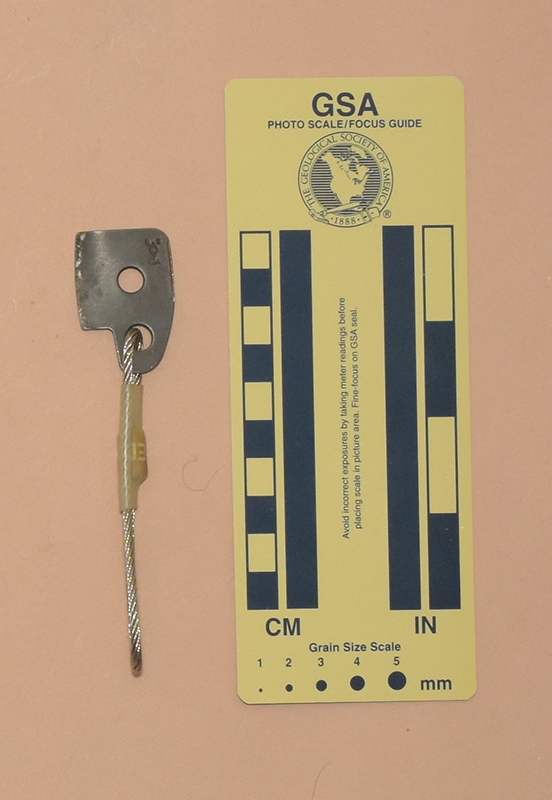 GSA
PHOTO SCALE/FOCUS GUIDE
THE GEOLOGICAL SOCIETY OF AMERICA
1888
®
Avoid incorrect exposures by taking meter readings before
placing scale in picture area. Fine-focus on GSA seal.
CM
IN
Grain Size Scale
1 2 3 4 5
mm